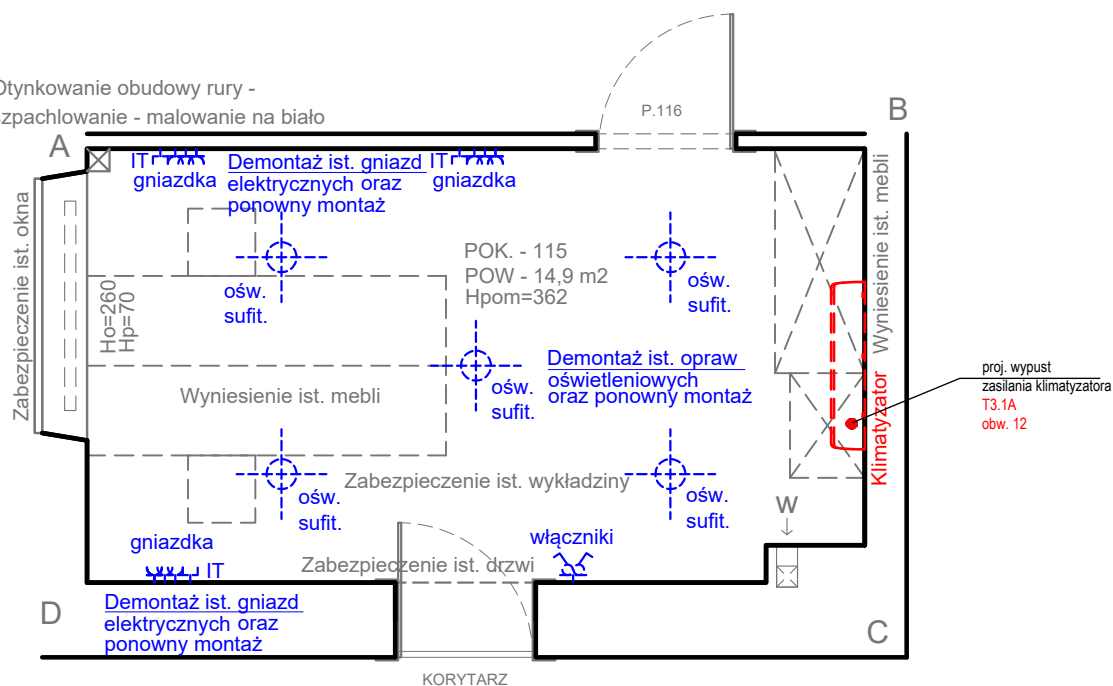 Otynkowanie obudowy rury -
szpachlowanie - malowanie na biało
P.116
A
B
IT
gniazdka
Demontaż ist. gniazd
elektrycznych oraz
ponowny montaż
IT
gniazdka
Zabezpieczenie ist. okna
Ho=260
Hp=70
ośw.
sufit.
POK. - 115
POW - 14,9 m2
Hpom=362
ośw.
sufit.
Wyniesienie ist. mebli
Wyniesienie ist. mebli
ośw.
sufit.
Demontaż ist. opraw
oświetleniowych
oraz ponowny montaż
Klimatyzator
proj. wypust
zasilania klimatyzatora
T3.1A
obw. 12
Zabezpieczenie ist. wykładziny
ośw.
sufit.
ośw.
sufit.
W
gniazdka
IT
Zabezpieczenie ist. drzwi
włączniki
D
Demontaż ist. gniazd
elektrycznych oraz
ponowny montaż
C
KORYTARZ